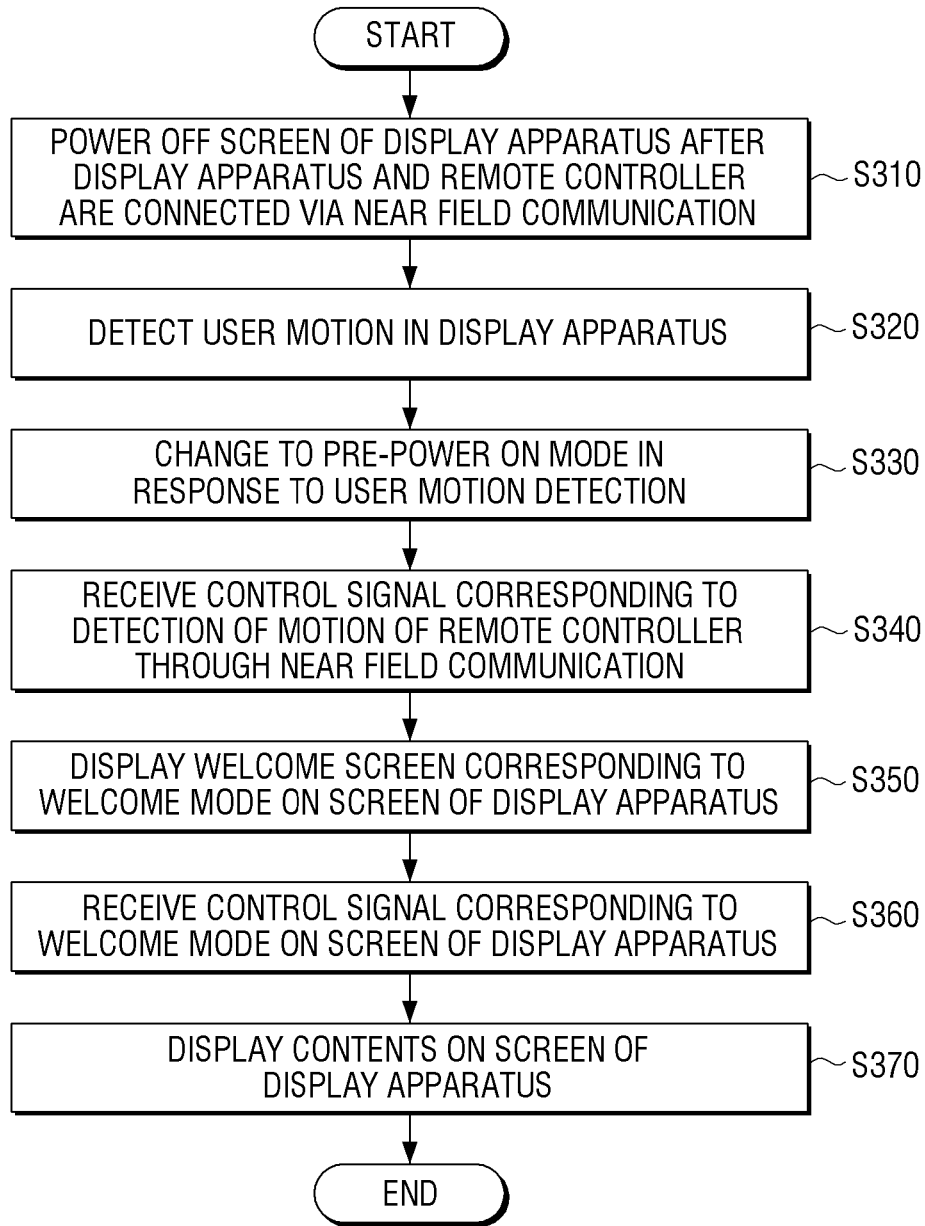 START
POWER OFF SCREEN OF DISPLAY APPARATUS AFTER
DISPLAY APPARATUS AND REMOTE CONTROLLER
ARE CONNECTED VIA NEAR FIELD COMMUNICATION
S310
DETECT USER MOTION IN DISPLAY APPARATUS
S320
CHANGE TO PRE-POWER ON MODE IN
RESPONSE TO USER MOTION DETECTION
S330
RECEIVE CONTROL SIGNAL CORRESPONDING TO
DETECTION OF MOTION OF REMOTE CONTROLLER
THROUGH NEAR FIELD COMMUNICATION
S340
DISPLAY WELCOME SCREEN CORRESPONDING TO
WELCOME MODE ON SCREEN OF DISPLAY APPARATUS
S350
RECEIVE CONTROL SIGNAL CORRESPONDING TO
WELCOME MODE ON SCREEN OF DISPLAY APPARATUS
S360
DISPLAY CONTENTS ON SCREEN OF
DISPLAY APPARATUS
S370
END